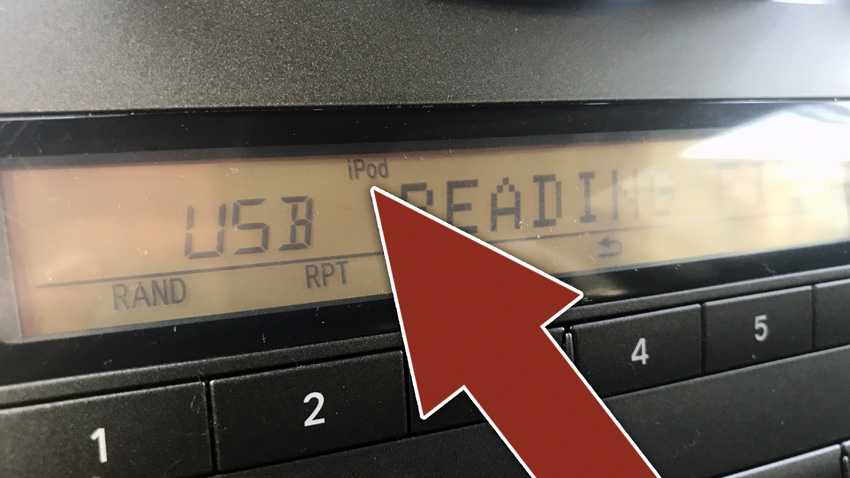 iPod
USB READING
RAND RPT
1 2 4 5